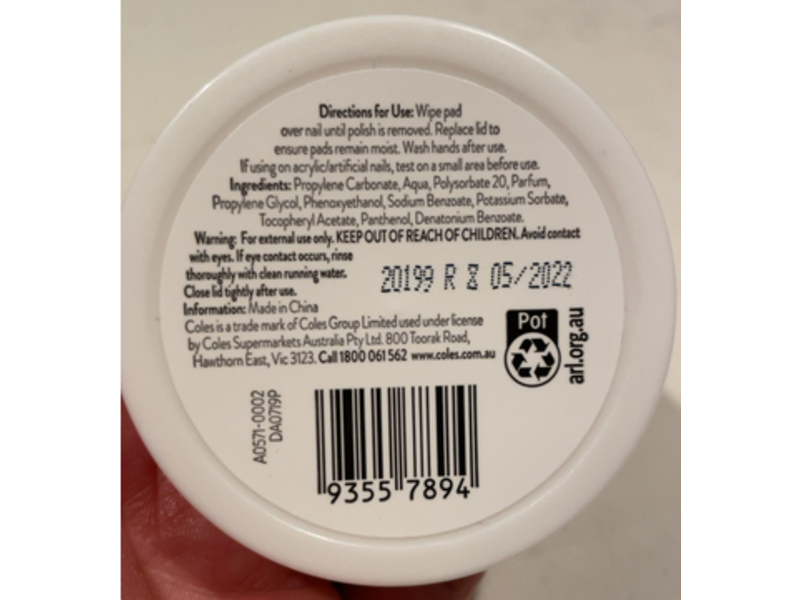 Directions for Use: Wipe pad
over nail until polish is removed. Replace lid to
ensure pads remain moist. Wash hands after use.
If using on acrylic/artificial nails, test on a small area before use.
Ingredients: Propylene Carbonate, Aqua, Polysorbate 20, Parfum,
Propylene Glycol, Phenoxyethanol, Sodium Benzoate, Potassium Sorbate,
Tocopheryl Acetate, Panthenol, Denatonium Benzoate.
Warning: For external use only. KEEP OUT OF REACH OF CHILDREN. Avoid contact
with eyes. If eye contact occurs, rinse
thoroughly with clean running water.
Close lid tightly after use.
20199 R 05/2022
Information: Made in China
Coles is a trade mark of Coles Group Limited used under license
by Coles Supermarkets Australia Pty Ltd. 800 Toorak Road,
Hawthorn East, Vic 3123. Call 1800 061 562 www.coles.com.au
Pot
arl.org.au
A0571-0002
DA0719P
9355 7894